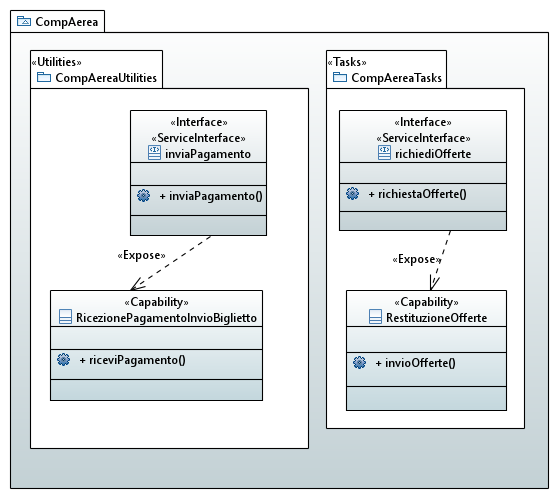 CompAerea
«Utilities»
CompAereaUtilities
«Interface»
«ServiceInterface»
inviaPagamento
+ inviaPagamento()
«Expose»
«Capability»
RicezionePagamentoInvioBiglietto
+ riceviPagamento()
«Tasks»
CompAereaTasks
«Interface»
«ServiceInterface»
richiediOfferte
+ richiestaOfferte()
«Expose»
«Capability»
RestituzioneOfferte
+ invioOfferte()